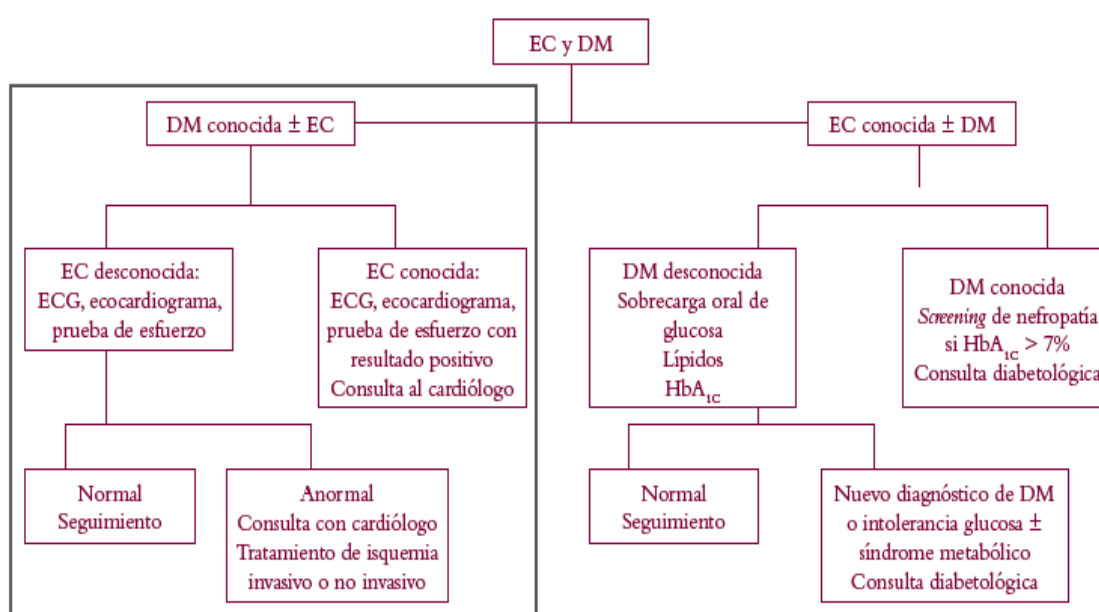 EC y DM
DM conocida ± EC
EC conocida ± DM
EC desconocida:
ECG, ecocardiograma,
prueba de esfuerzo
EC conocida:
ECG, ecocardiograma,
prueba de esfuerzo con
resultado positivo
Consulta al cardiólogo
DM desconocida
Sobrecarga oral de
glucosa
Lípidos
HbA1C
DM conocida
Screening de nefropatía
si HbA1C > 7%
Consulta diabetológica
Normal
Seguimiento
Anormal
Consulta con cardiólogo
Tratamiento de isquemia
invasivo o no invasivo
Normal
Seguimiento
Nuevo diagnóstico de DM
o intolerancia glucosa ±
síndrome metabólico
Consulta diabetológica